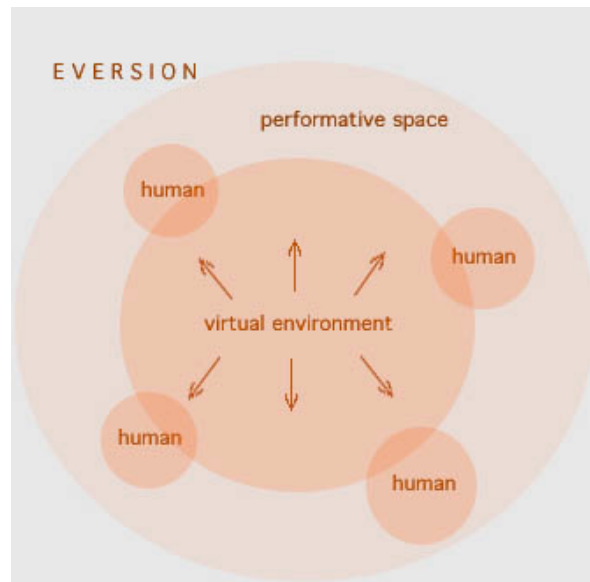 EVERSION
performative space
human
human
virtual environment
human
human